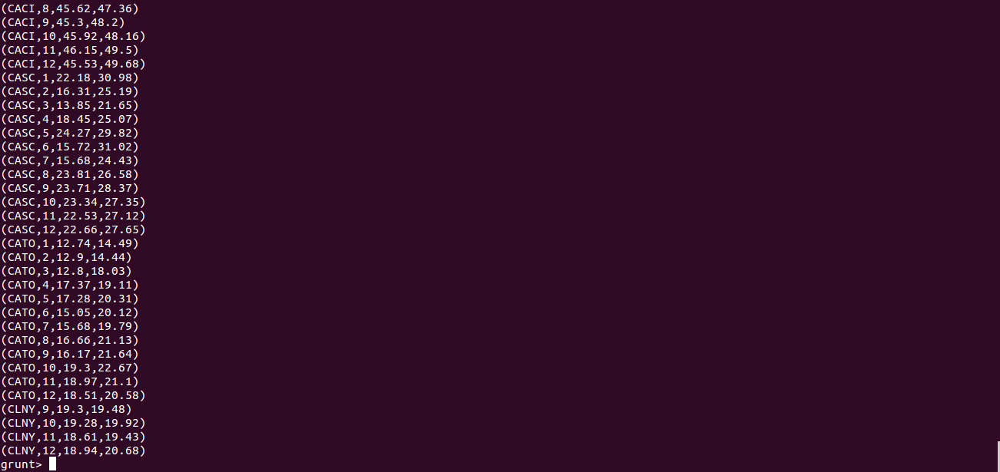 (CACI,8,45.62,47.36)
(CACI,9,45.3,48.2)
(CACI,10,45.92,48.16)
(CACI,11,46.15,49.5)
(CACI,12,45.53,49.68)
(CASC,1,22.18,30.98)
(CASC,2,16.31,25.19)
(CASC,3,13.85,21.65)
(CASC,4,18.45,25.07)
(CASC,5,24.27,29.82)
(CASC,6,15.72,31.02)
(CASC,7,15.68,24.43)
(CASC,8,23.81,26.58)
(CASC,9,23.71,28.37)
(CASC,10,23.34,27.35)
(CASC,11,22.53,27.12)
(CASC,12,22.66,27.65)
(CATO,1,12.74,14.49)
(CATO,2,12.9,14.44)
(CATO,3,12.8,18.03)
(CATO,4,17.37,19.11)
(CATO,5,17.28,20.31)
(CATO,6,15.05,20.12)
(CATO,7,15.68,19.79)
(CATO,8,16.66,21.13)
(CATO,9,16.17,21.64)
(CATO,10,19.3,22.67)
(CATO,11,18.97,21.1)
(CATO,12,18.51,20.58)
(CLNY,9,19.3,19.48)
(CLNY,10,19.28,19.92)
(CLNY,11,18.61,19.43)
(CLNY,12,18.94,20.68)
grunt>